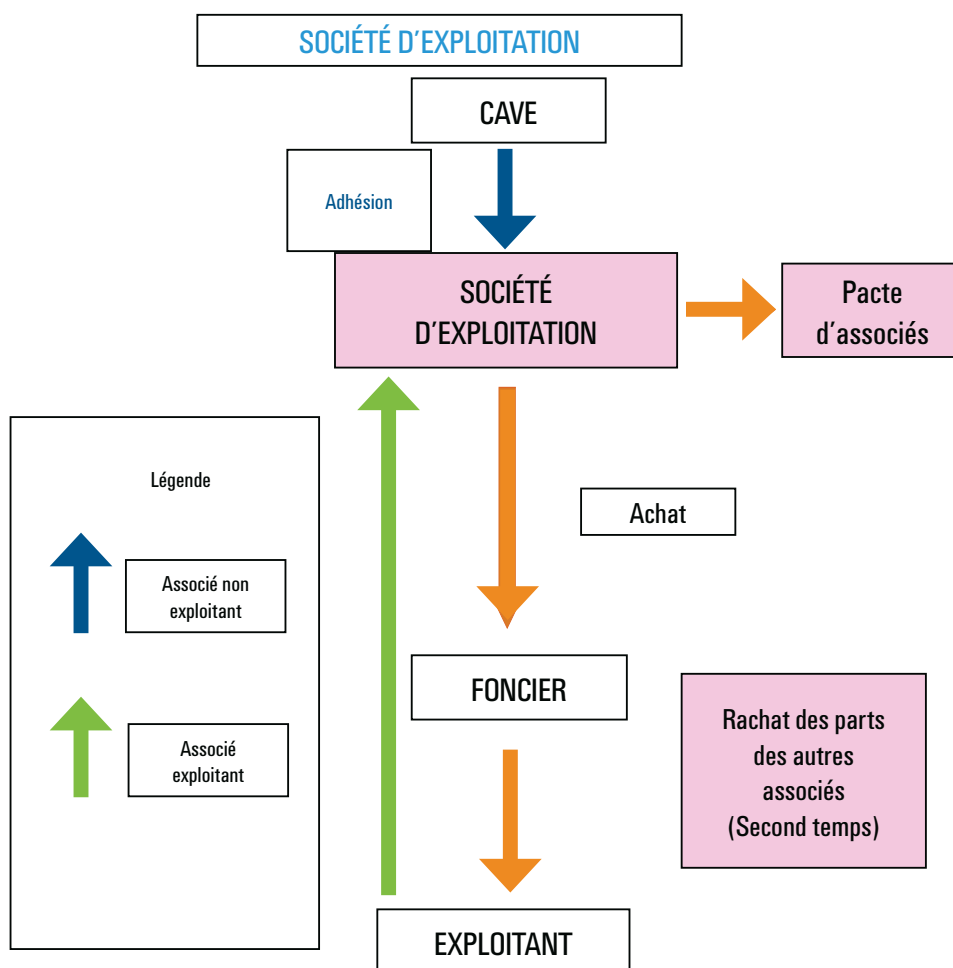 SOCIÉTÉ D'EXPLOITATION
CAVE
Adhésion
SOCIÉTÉ
D'EXPLOITATION
Pacte
d'associés
Légende
Achat
Associé non
exploitant
FONCIER
Rachat des parts
des autres
associés
(Second temps)
Associé
exploitant
EXPLOITANT